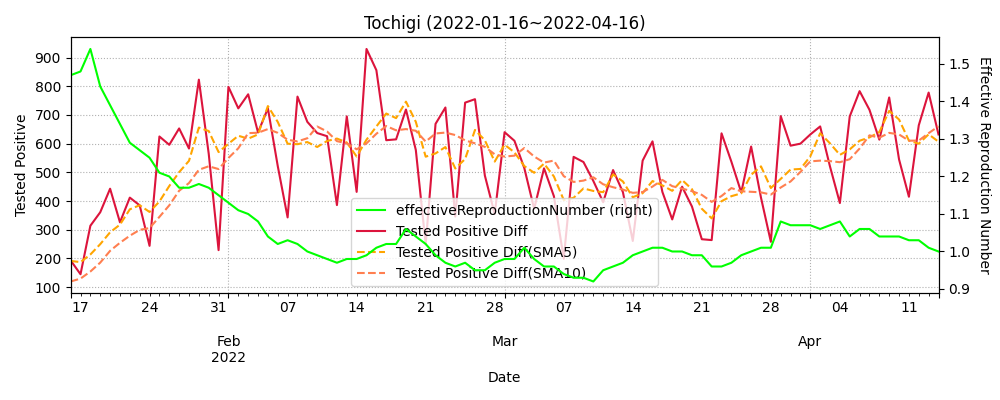 Tochigi (2022-01-16~2022-04-16)
900
800
700
600
500
400
300
200
100
Tested Positive
1.5
1.4
1.3
1.2
1.1
1.0
0.9
Effective Reproduction Number
effectiveReproductionNumber (right)
Tested Positive Diff
Tested Positive Diff(SMA5)
Tested Positive Diff(SMA10)
17 24 31 07 14 21 28 07 14 21 28 04 11
Feb Mar Apr
2022
Date